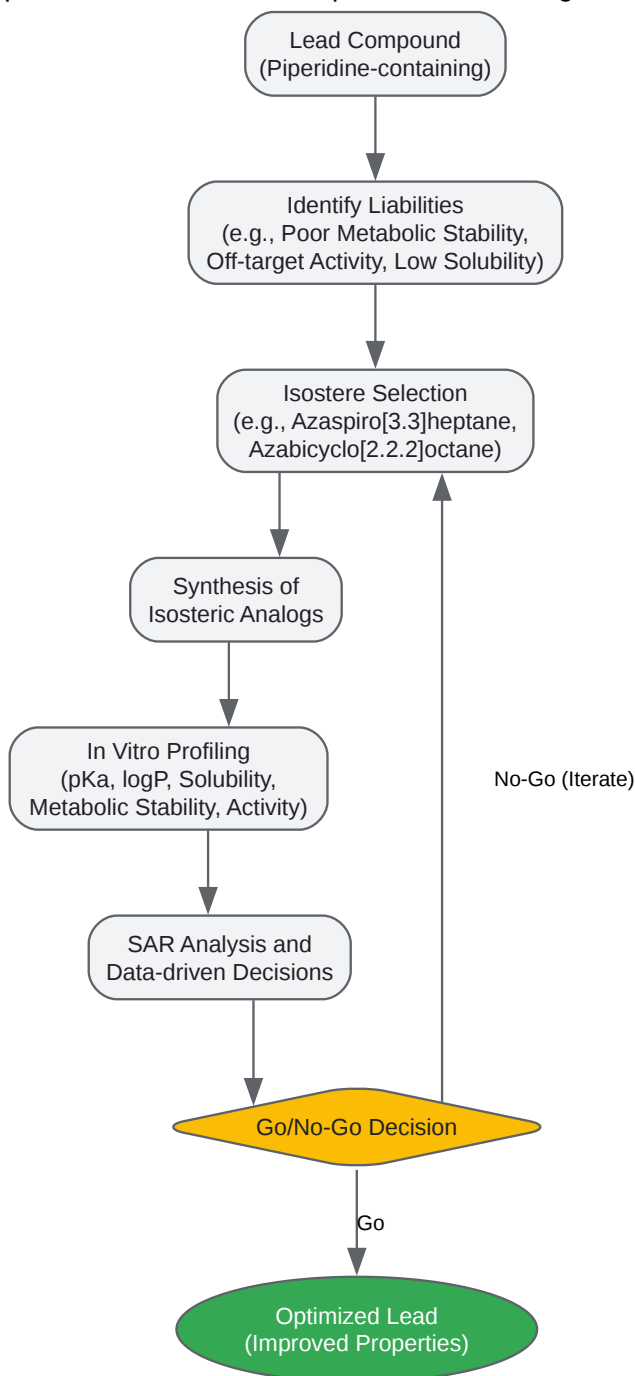 Lead Compound
(Piperidine-containing)
Identify Liabilities
(e.g., Poor Metabolic Stability,
Off-target Activity, Low Solubility)
Isostere Selection
(e.g., Azaspiro[3.3]heptane,
Azabicyclo[2.2.2]octane)
Synthesis of
Isosteric Analogs
In Vitro Profiling
(pKa, logP, Solubility,
Metabolic Stability, Activity)
No-Go (Iterate)
SAR Analysis and
Data-driven Decisions
Go/No-Go Decision
Go
Optimized Lead
(Improved Properties)